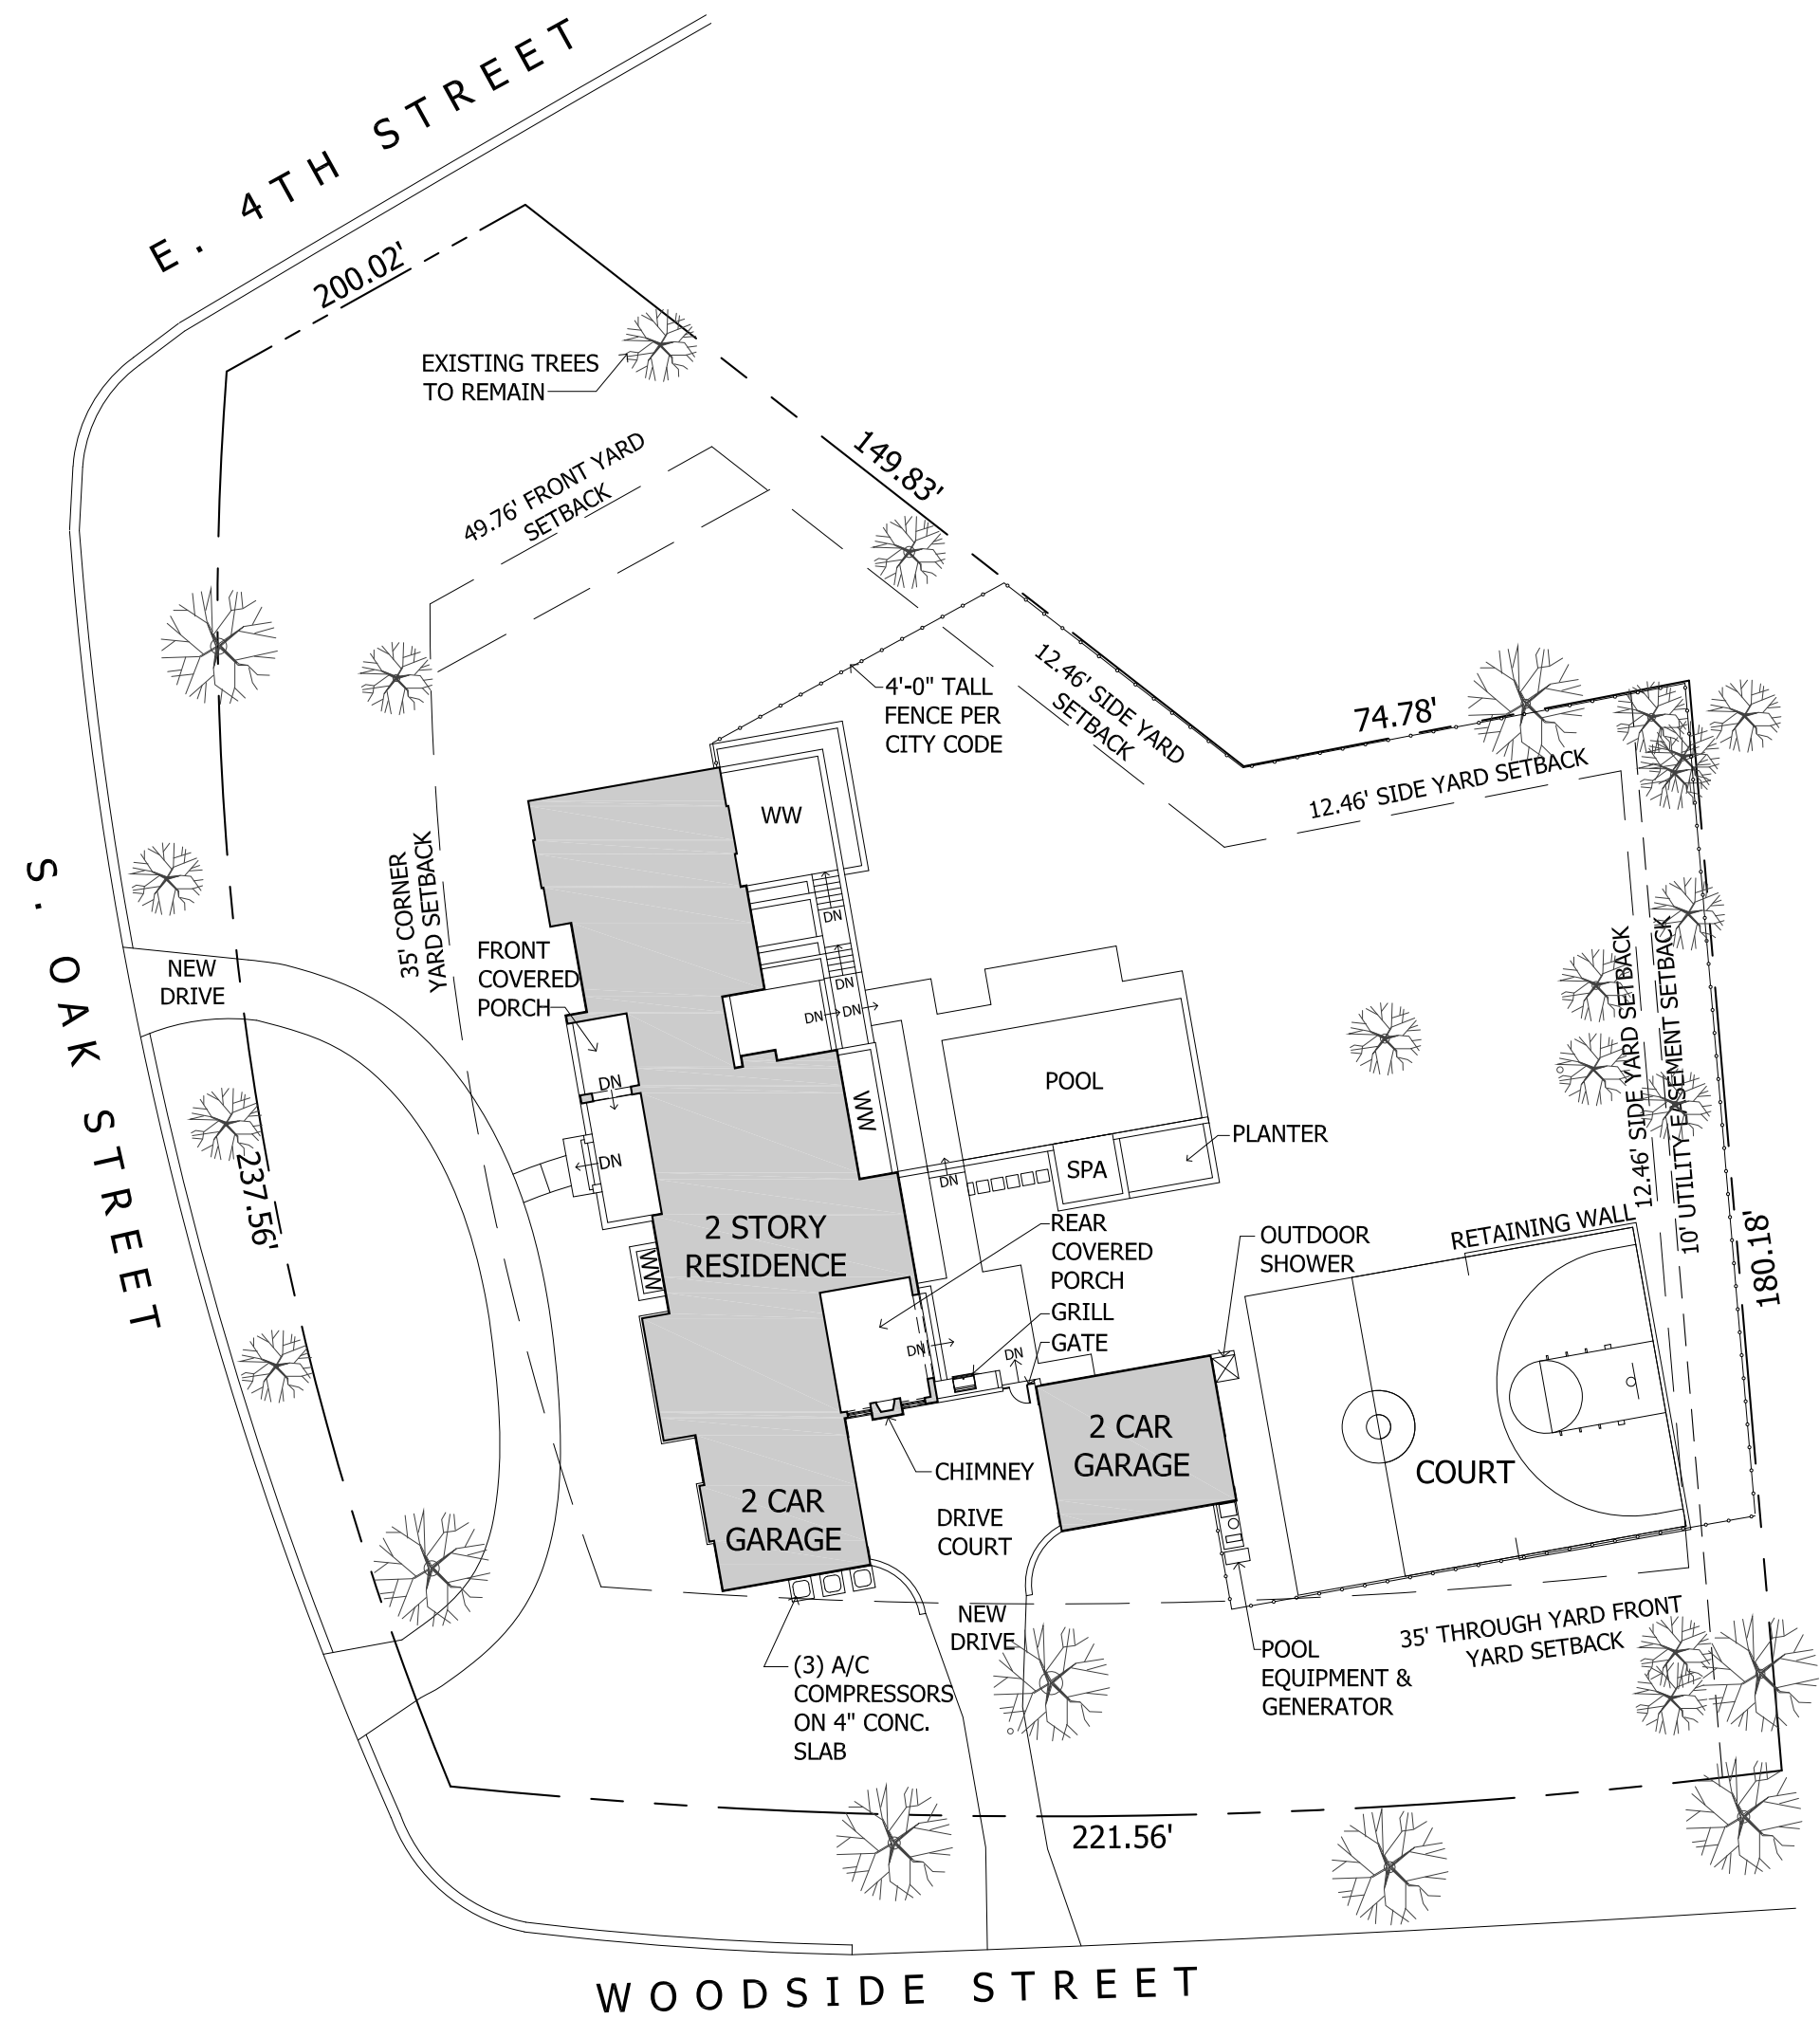 E. 4TH STREET
200.02'
EXISTING TREES
TO REMAIN
149.83'
49.76' FRONT YARD
SETBACK
12.46' SIDE YARD
SETBACK
4'-0" TALL
FENCE PER
CITY CODE
74.78'
12.46' SIDE YARD SETBACK
WW
35' CORNER
YARD SETBACK
S. OAK STREET
NEW
DRIVE
FRONT
COVERED
PORCH
DN
DN
DN
DN
DN
DN
WW
POOL
12.46' SIDE YARD SETBACK
10' UTILITY EASEMENT SETBACK
PLANTER
SPA
DN
DN
237.56'
2 STORY
RESIDENCE
WW
REAR
COVERED
PORCH
GRILL
GATE
DN
DN
OUTDOOR
SHOWER
RETAINING WALL
180.18'
2 CAR
GARAGE
COURT
CHIMNEY
2 CAR
GARAGE
DRIVE
COURT
NEW
DRIVE
35' THROUGH YARD FRONT
YARD SETBACK
POOL
EQUIPMENT &
GENERATOR
(3) A/C
COMPRESSORS
ON 4" CONC.
SLAB
221.56'
WOODSIDE STREET